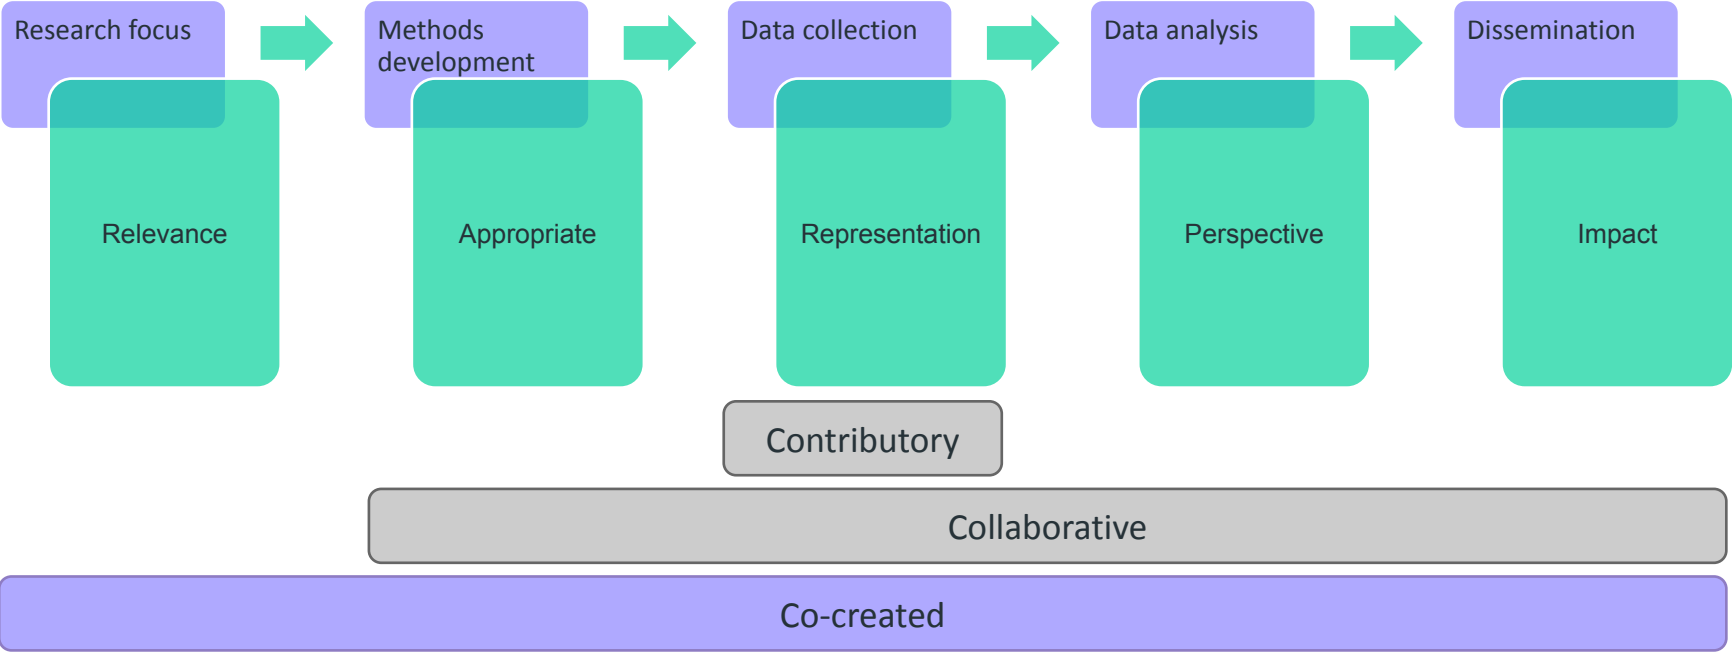 Research focus
Methods
development
Data collection
Data analysis
Dissemination
Relevance
Appropriate
Representation
Perspective
Impact
Contributory
Collaborative
Co-created